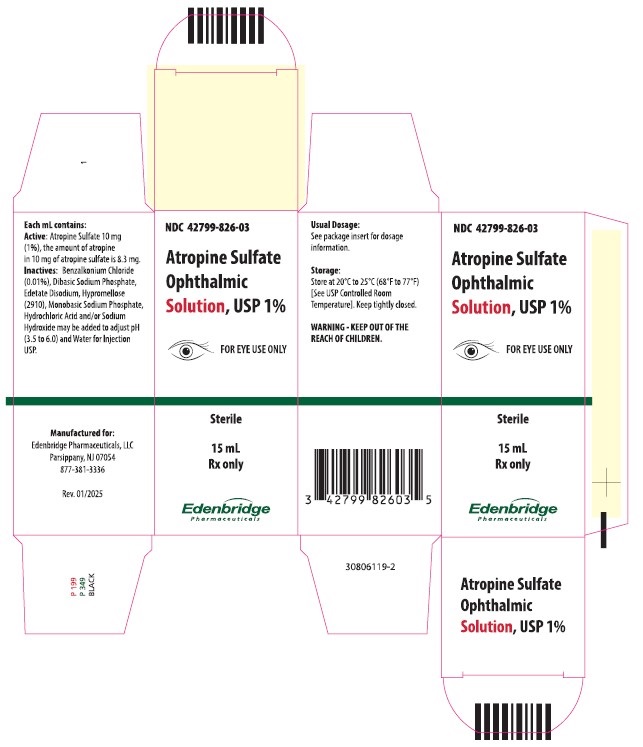 Each mL contains:
Active: Atropine Sulfate 10 mg
(1%), the amount of atropine
in 10 mg of atropine sulfate is 8.3 mg.
Inactives: Benzalkonium Chloride
(0.01%), Dibasic Sodium Phosphate,
Edetate Disodium, Hypromellose
(2910), Monobasic Sodium Phosphate,
Hydrochloric Acid and/or Sodium
Hydroxide may be added to adjust pH
(3.5 to 6.0) and Water for Injection
USP.
Manufactured for:
Edenbridge Pharmaceuticals, LLC
Parsippany, NJ 07054
877-381-3336
Rev. 01/2025
P 199
P 349
BLACK
NDC 42799-826-03
Atropine Sulfate
Ophthalmic
Solution, USP 1%
FOR EYE USE ONLY
Sterile
15 mL
Rx only
Edenbridge
Pharmaceuticals
Usual Dosage:
See package insert for dosage
information.
Storage:
Store at 20°C to 25°C (68°F to 77°F)
[See USP Controlled Room
Temperature]. Keep tightly closed.
WARNING - KEEP OUT OF THE
REACH OF CHILDREN.
3 42799 82603 5
30806119-2
NDC 42799-826-03
Atropine Sulfate
Ophthalmic
Solution, USP 1%
FOR EYE USE ONLY
Sterile
15 mL
Rx only
Edenbridge
Pharmaceuticals
Atropine Sulfate
Ophthalmic
Solution, USP 1%